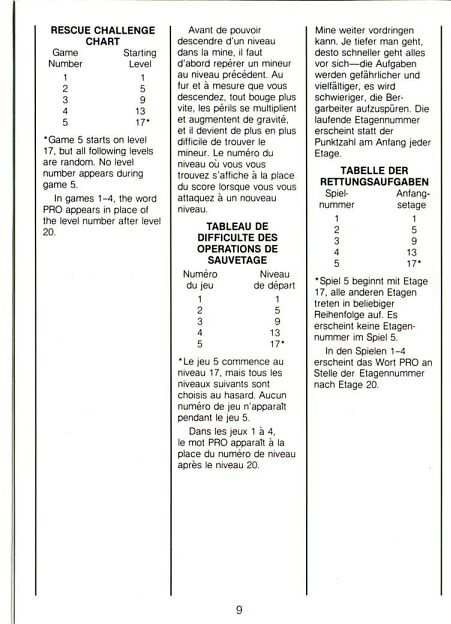 RESCUE CHALLENGE
CHART
Game Starting
Number Level
1 1
2 5
3 9
4 13
5 17*
*Game 5 starts on level
17, but all following levels
are random. No level
number appears during
game 5.
In games 1–4, the word
PRO appears in place of
the level number after level
20.
Avant de pouvoir
descendre d'un niveau
dans la mine, il faut
d'abord repérer un mineur
au niveau précédent. Au
fur et à mesure que vous
descendez, tout bouge plus
vite, les périls se multiplient
et augmentent de gravité,
et il devient de plus en plus
difficile de trouver le
mineur. Le numéro du
niveau où vous vous
trouvez s'affiche à la place
du score lorsque vous vous
attaquez à un nouveau
niveau.
TABLEAU DE
DIFFICULTE DES
OPERATIONS DE
SAUVETAGE
Numéro Niveau
du jeu de départ
1 1
2 5
3 9
4 13
5 17*
*Le jeu 5 commence au
niveau 17, mais tous les
niveaux suivants sont
choisis au hasard. Aucun
numéro de jeu n'apparaît
pendant le jeu 5.
Dans les jeux 1 à 4,
le mot PRO apparaît à la
place du numéro de niveau
après le niveau 20.
Mine weiter vordringen
kann. Je tiefer man geht,
desto schneller geht alles
vor sich—die Aufgaben
werden gefährlicher und
vielfältiger, es wird
schwieriger, die Ber-
garbeiter aufzuspüren. Die
laufende Etagennummer
erscheint statt der
Punktzahl am Anfang jeder
Etage.
TABELLE DER
RETTUNGSAUFGABEN
Spiel- Anfang-
nummer setage
1 1
2 5
3 9
4 13
5 17*
*Spiel 5 beginnt mit Etage
17, alle anderen Etagen
treten in beliebiger
Reihenfolge auf. Es
erscheint keine Etagen-
nummer im Spiel 5.
In den Spielen 1–4
erscheint das Wort PRO an
Stelle der Etagennummer
nach Etage 20.
9